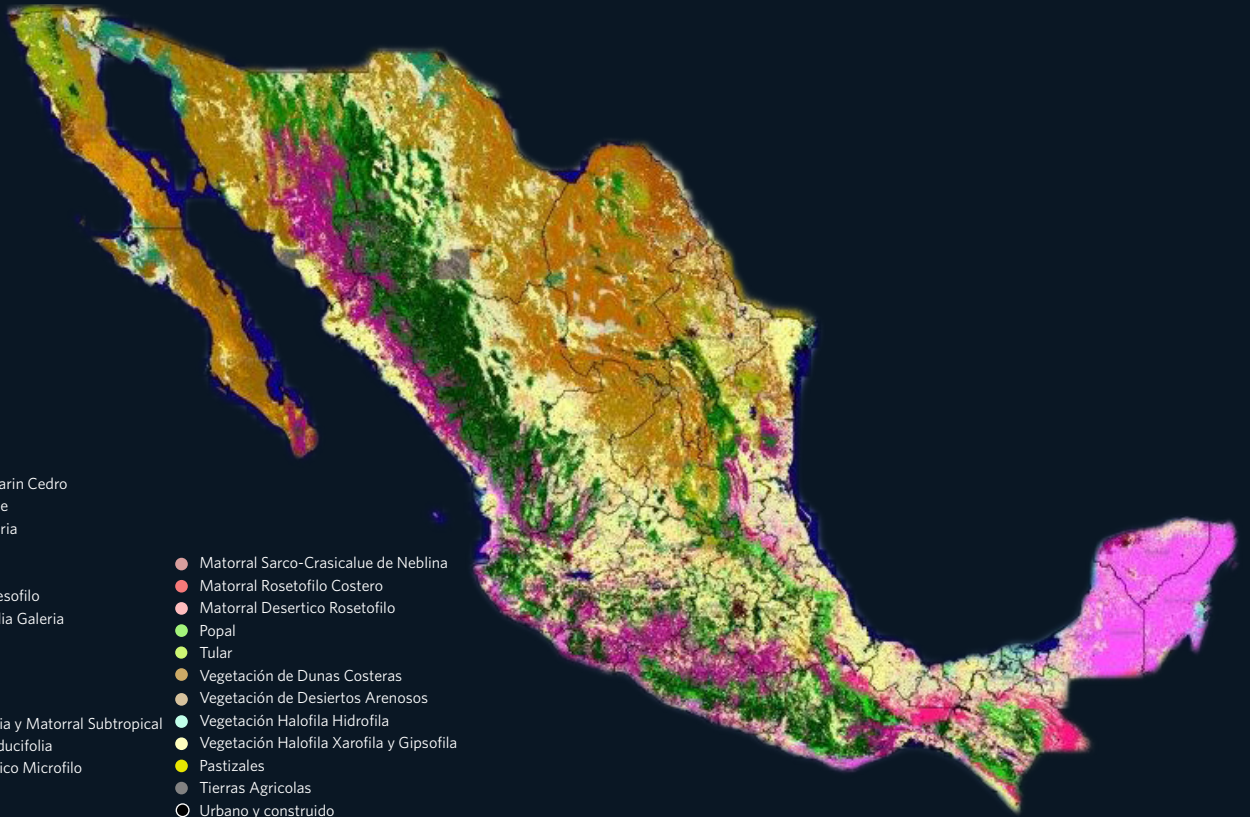 arin Cedro
e
ria
esofilo
lia Galeria
ia y Matorral Subtropical
ducifolia
ico Microfilo
Matorral Sarco-Crasicalue de Neblina
Matorral Rosetofilo Costero
Matorral Desertico Rosetofilo
Popal
Tular
Vegetación de Dunas Costeras
Vegetación de Desiertos Arenosos
Vegetación Halofila Hidrofila
Vegetación Halofila Xarofila y Gipsofila
Pastizales
Tierras Agricolas
Urbano y construido